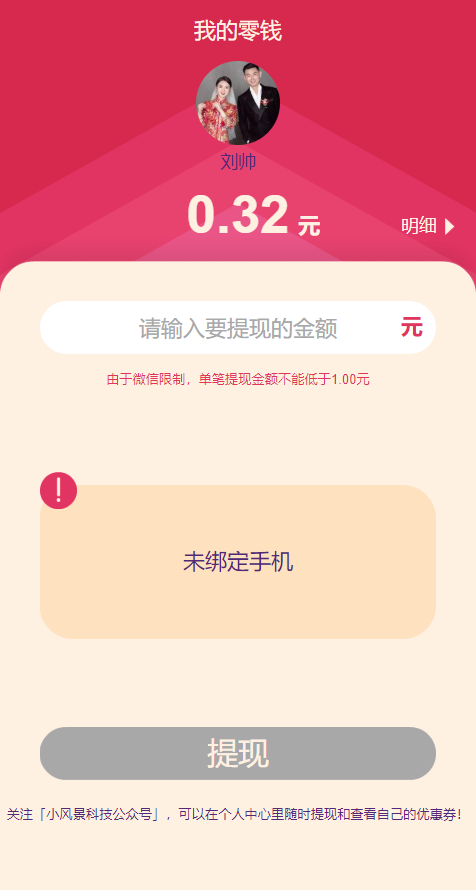 我的零钱
刘帅
0.32 元
明细
请输入要提现的金额 元
由于微信限制，单笔提现金额不能低于1.00元
!
未绑定手机
提现
关注「小风景科技公众号」，可以在个人中心里随时提现和查看自己的优惠券！